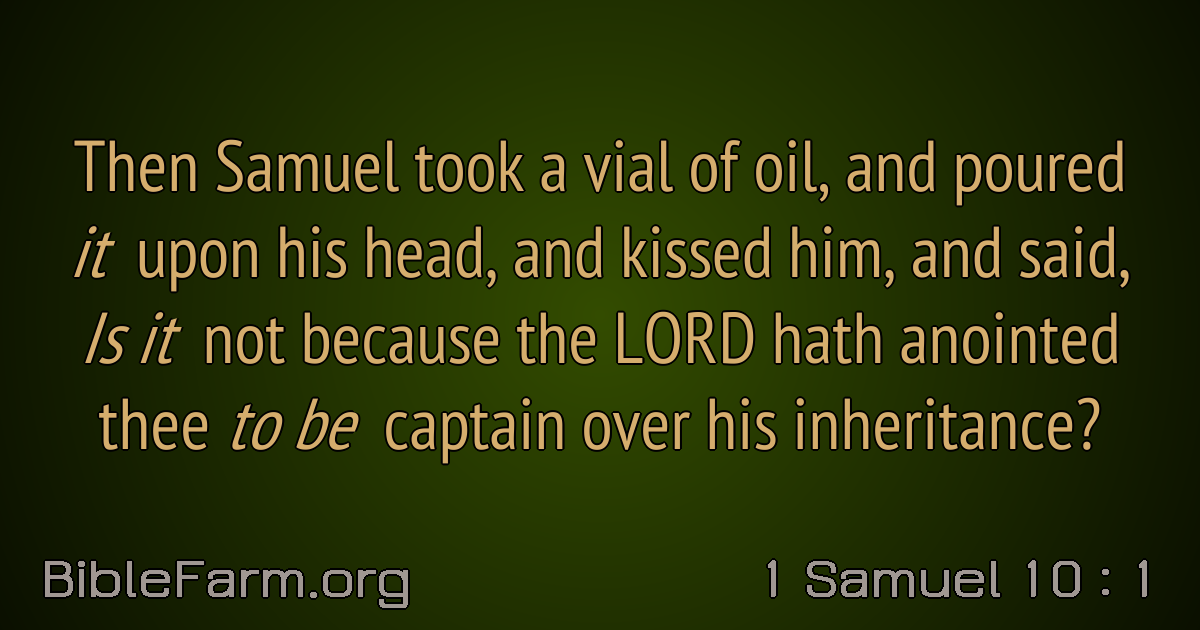 Then Samuel took a vial of oil, and poured
it upon his head, and kissed him, and said,
Is it not because the LORD hath anointed
thee to be captain over his inheritance?
BibleFarm.org
1 Samuel 10 : 1